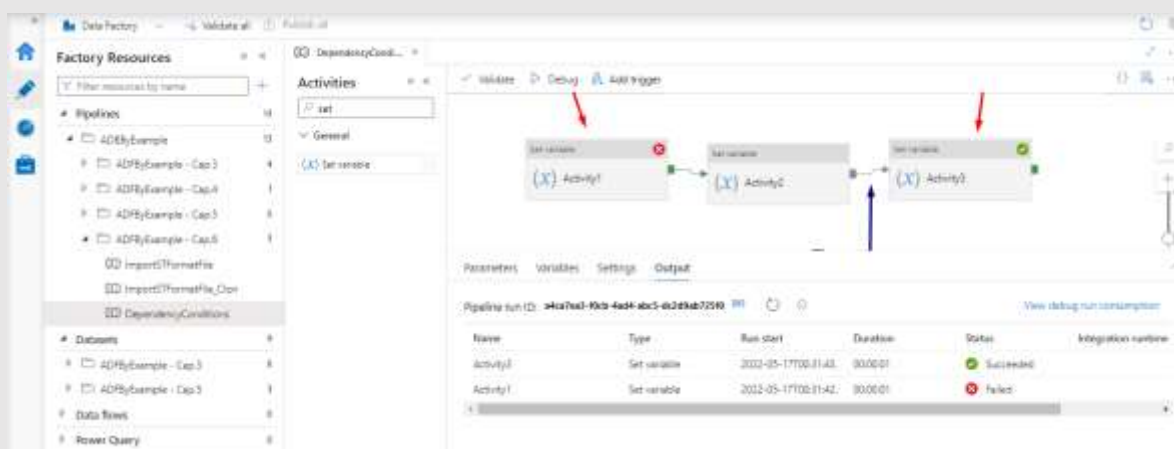 Data Factory
Validate all
Publish all
Factory Resources
Filter resources by name
Pipelines
ADFByExample 13
ADFByExample - Cap.3 4
ADFByExample - Cap.4 1
ADFByExample - Cap.5
ADFByExample - Cap.6
ImportSTFormatFile
DependencyConditions
Datasets
ADFByExample - Cap.3
ADFByExample - Cap.5
Data flows
Power Query
DependencyCondi...
Activities
set
General
(X) Set variable
Validate
Debug
Add trigger
Set variable
(X) Activity1
Set variable
(X) Activity2
Set variable
(X) Activity3
Parameters
Variables
Settings
Output
Pipeline run ID:
View debug run consumption
Name Type Run start Duration Status Integration runtime
Activity3 Set variable 00:00:01 Succeeded
Activity1 Set variable 00:00:01 Failed